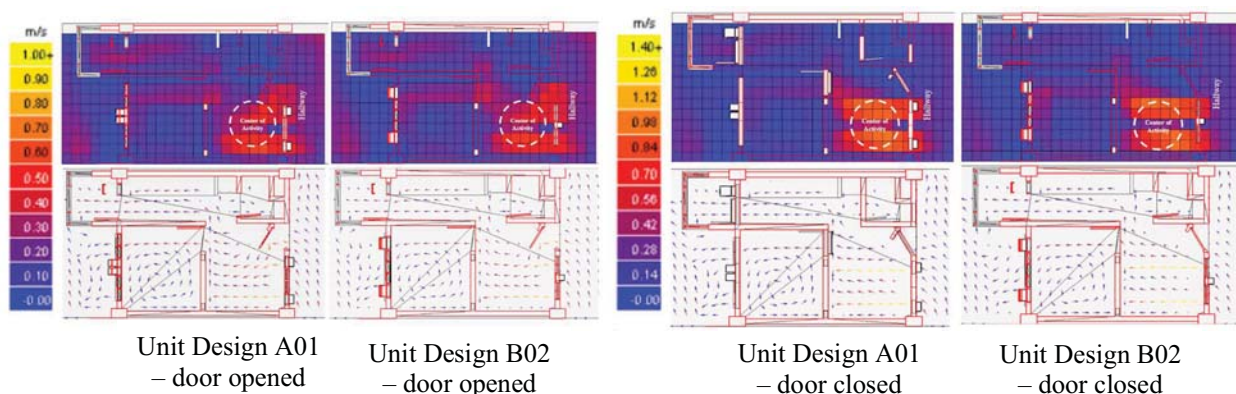 m/s
1.00+
0.90
0.80
0.70
0.60
0.50
0.40
0.30
0.20
0.10
-0.00
Center of
Activity
Hallway
Center of
Activity
Hallway
Unit Design A01
– door opened
Unit Design B02
– door opened
m/s
1.40+
1.26
1.12
0.98
0.84
0.70
0.56
0.42
0.28
0.14
-0.00
Center of
Activity
Hallway
Center of
Activity
Hallway
Unit Design A01
– door closed
Unit Design B02
– door closed